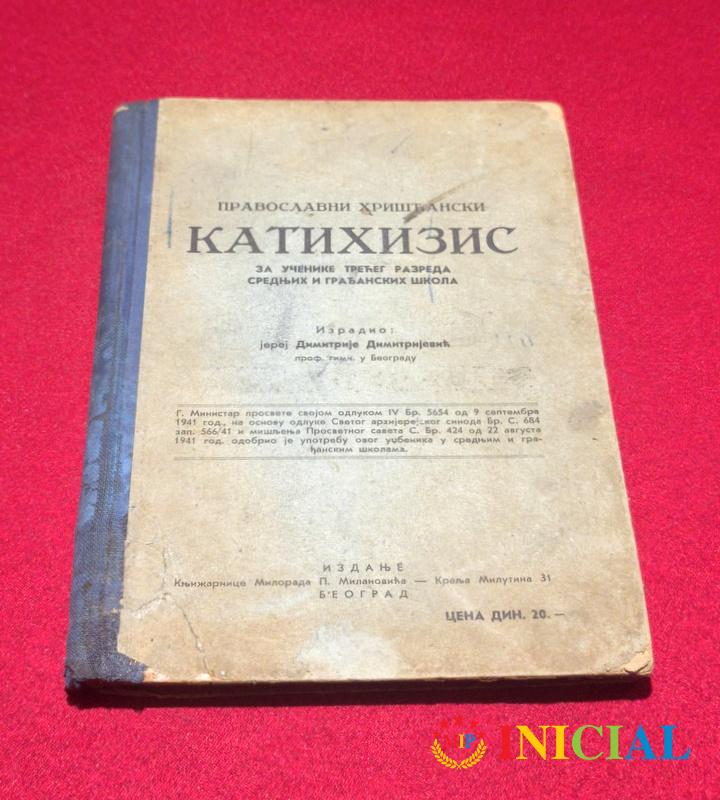 ПРАВОСЛАВНИ ХРИШЋАНСКИ
КАТИХИЗИС
ЗА УЧЕНИКЕ ТРЕЋЕГ РАЗРЕДА
СРЕДЊИХ И ГРАЂАНСКИХ ШКОЛА
Израдио:
јереј Димитрије Димитријевић
проф. гимн. у Београду
Г. Министар просвете својом одлуком IV Бр. 5654 од 9 септембра
1941 год., на основу одлуке Светог архијерејског синода Бр. С. 684
зап. 566/41 и мишљења Просветног савета С. Бр. 424 од 22 августа
1941 год. одобрио је употребу овог уџбеника у средњим и гра-
ђанским школама.
ИЗДАЊЕ
Књижарнице Милорада П. Милановића — Краља Милутина 31
БЕОГРАД
ЦЕНА ДИН. 20.—
IP INICIAL